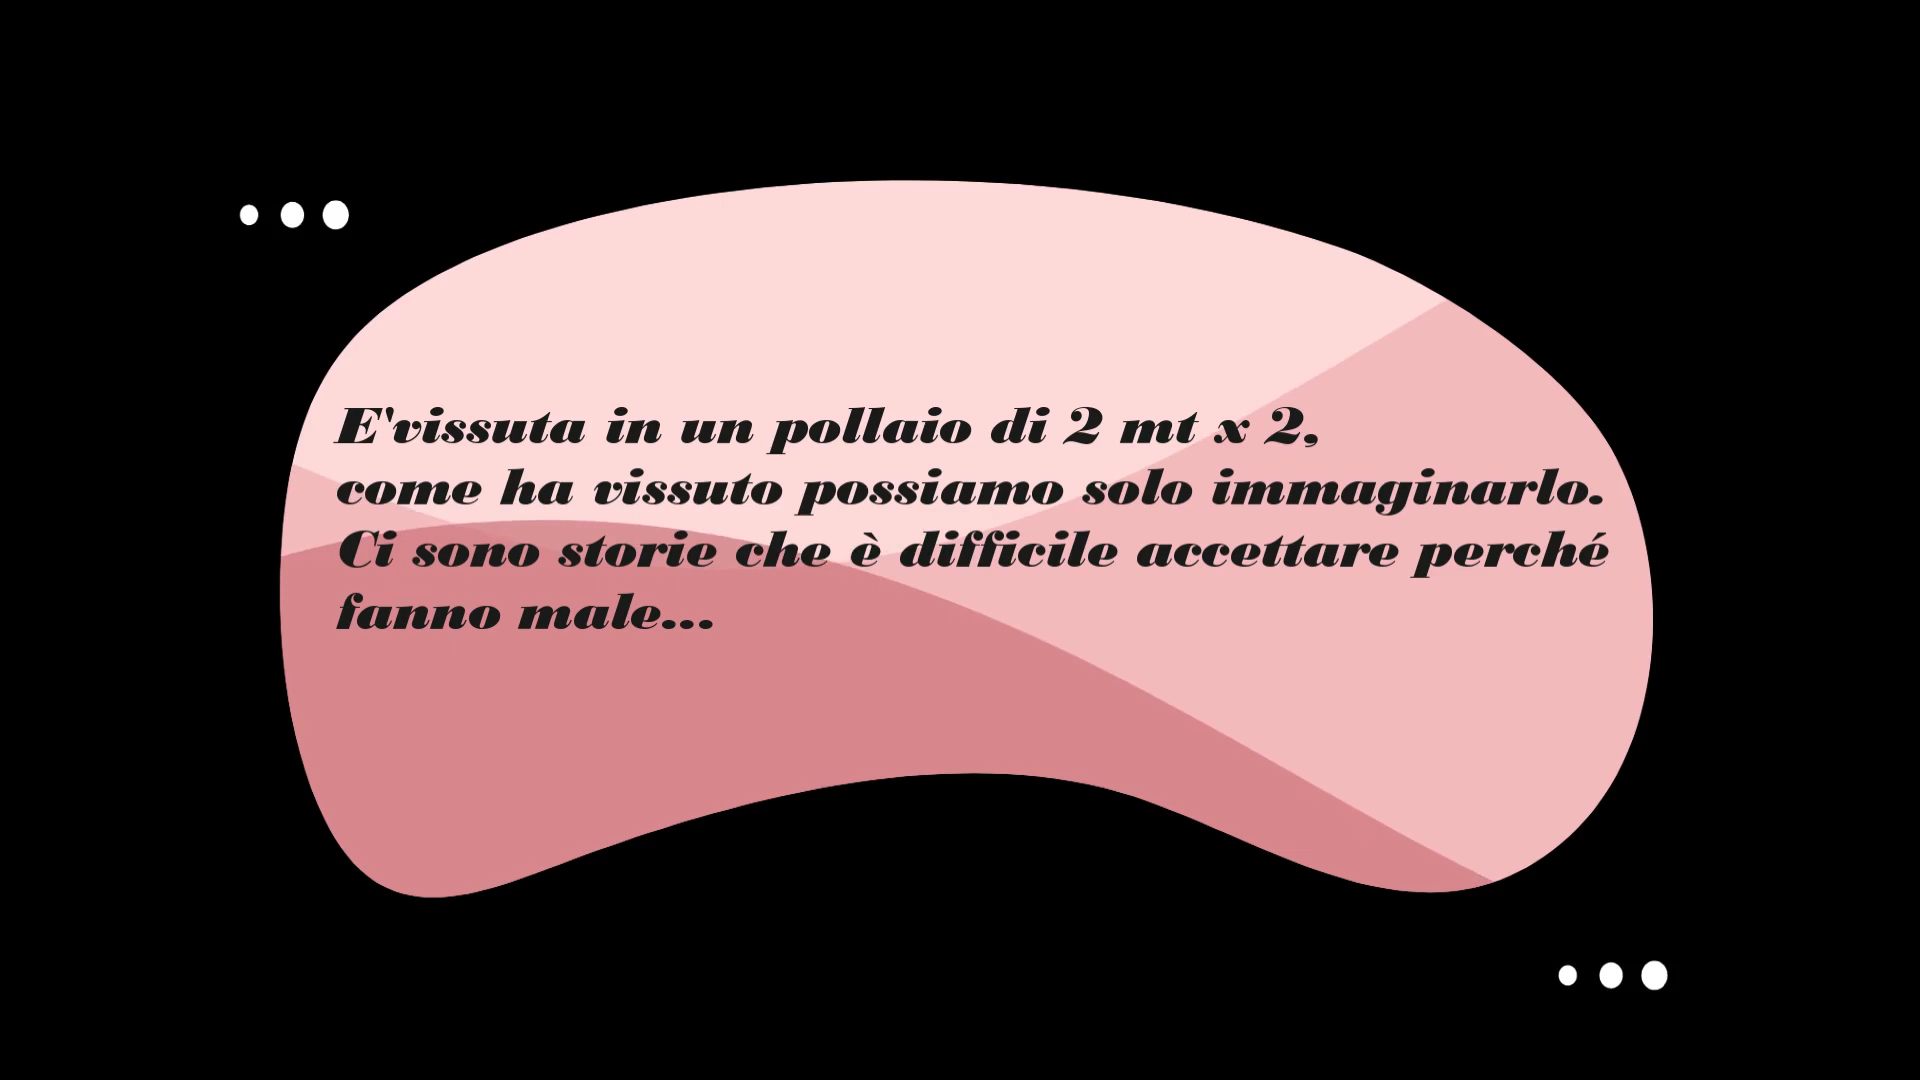 E'vissuta in un pollaio di 2 mt x 2,
come ha vissuto possiamo solo immaginarlo.
Ci sono storie che è difficile accettare perché
fanno male...